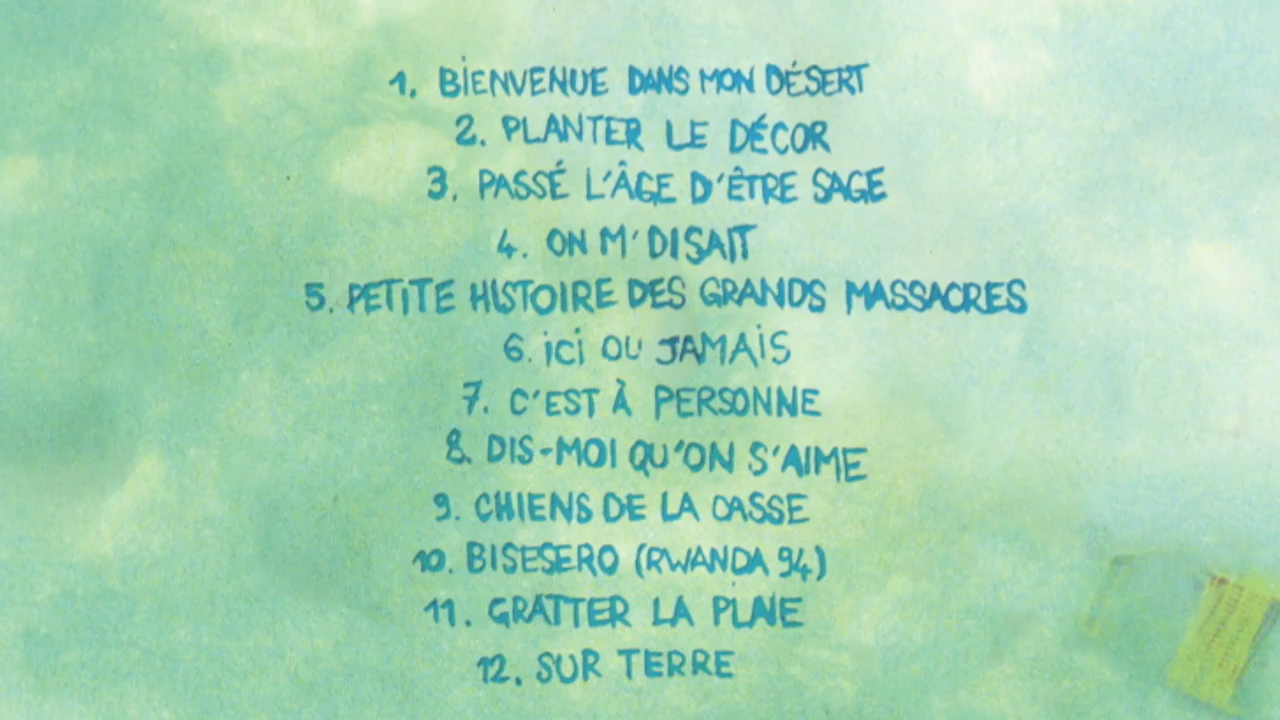 1. BIENVENUE DANS MON DÉSERT
2. PLANTER LE DÉCOR
3. PASSÉ L'ÂGE D'ÊTRE SAGE
4. ON M'DISAIT
5. PETITE HISTOIRE DES GRANDS MASSACRES
6. ICI OU JAMAIS
7. C'EST À PERSONNE
8. DIS-MOI QU'ON S'AIME
9. CHIENS DE LA CASSE
10. BISESERO (RWANDA 94)
11. GRATTER LA PLAIE
12. SUR TERRE